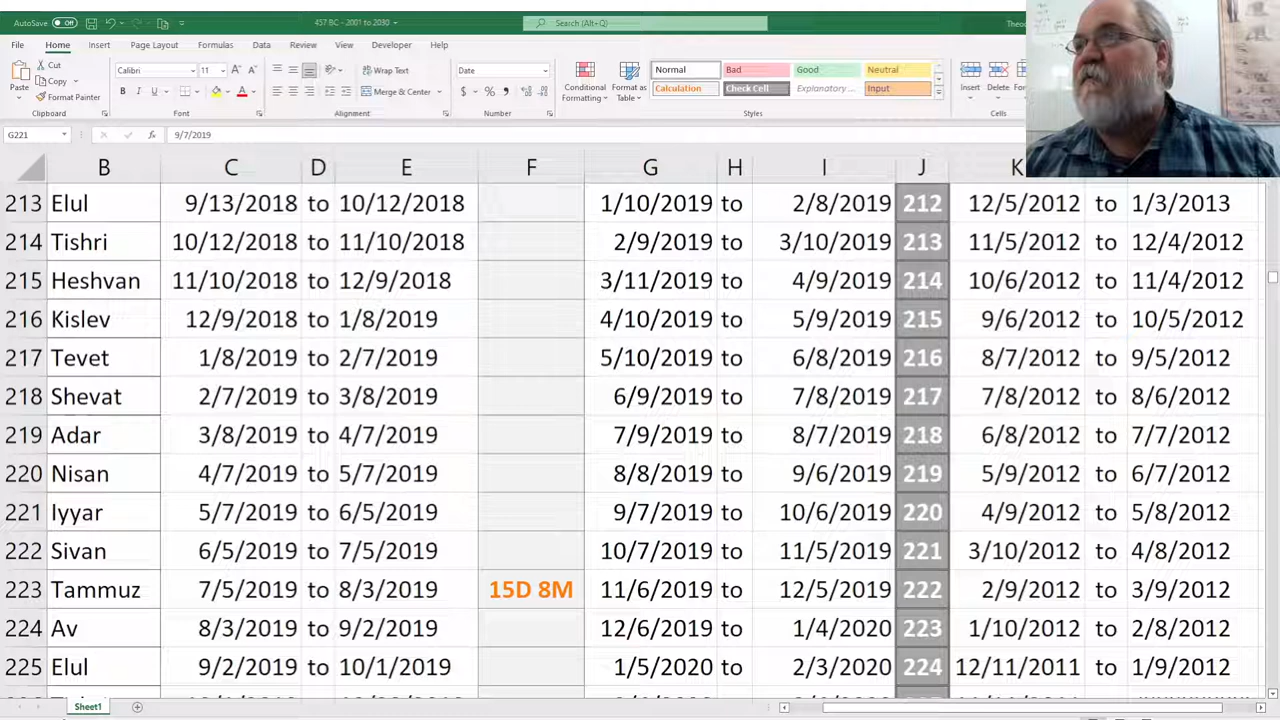 AutoSave Off 457 BC - 2001 to 2030 Search (Alt+Q)
File Home Insert Page Layout Formulas Data Review View Developer Help
Paste Cut Copy Format Painter Calibri 11 Wrap Text Merge & Center Date Conditional Formatting Format as Table Normal Bad Good Neutral Calculation Check Cell Explanatory ... Input Insert Delete
Clipboard Font Alignment Number Styles Cells
G221 fx 9/7/2019
B C D E F G H I J K
213 Elul 9/13/2018 to 10/12/2018 1/10/2019 to 2/8/2019 212 12/5/2012 to 1/3/2013
214 Tishri 10/12/2018 to 11/10/2018 2/9/2019 to 3/10/2019 213 11/5/2012 to 12/4/2012
215 Heshvan 11/10/2018 to 12/9/2018 3/11/2019 to 4/9/2019 214 10/6/2012 to 11/4/2012
216 Kislev 12/9/2018 to 1/8/2019 4/10/2019 to 5/9/2019 215 9/6/2012 to 10/5/2012
217 Tevet 1/8/2019 to 2/7/2019 5/10/2019 to 6/8/2019 216 8/7/2012 to 9/5/2012
218 Shevat 2/7/2019 to 3/8/2019 6/9/2019 to 7/8/2019 217 7/8/2012 to 8/6/2012
219 Adar 3/8/2019 to 4/7/2019 7/9/2019 to 8/7/2019 218 6/8/2012 to 7/7/2012
220 Nisan 4/7/2019 to 5/7/2019 8/8/2019 to 9/6/2019 219 5/9/2012 to 6/7/2012
221 Iyyar 5/7/2019 to 6/5/2019 9/7/2019 to 10/6/2019 220 4/9/2012 to 5/8/2012
222 Sivan 6/5/2019 to 7/5/2019 10/7/2019 to 11/5/2019 221 3/10/2012 to 4/8/2012
223 Tammuz 7/5/2019 to 8/3/2019 15D 8M 11/6/2019 to 12/5/2019 222 2/9/2012 to 3/9/2012
224 Av 8/3/2019 to 9/2/2019 12/6/2019 to 1/4/2020 223 1/10/2012 to 2/8/2012
225 Elul 9/2/2019 to 10/1/2019 1/5/2020 to 2/3/2020 224 12/11/2011 to 1/9/2012
Sheet1